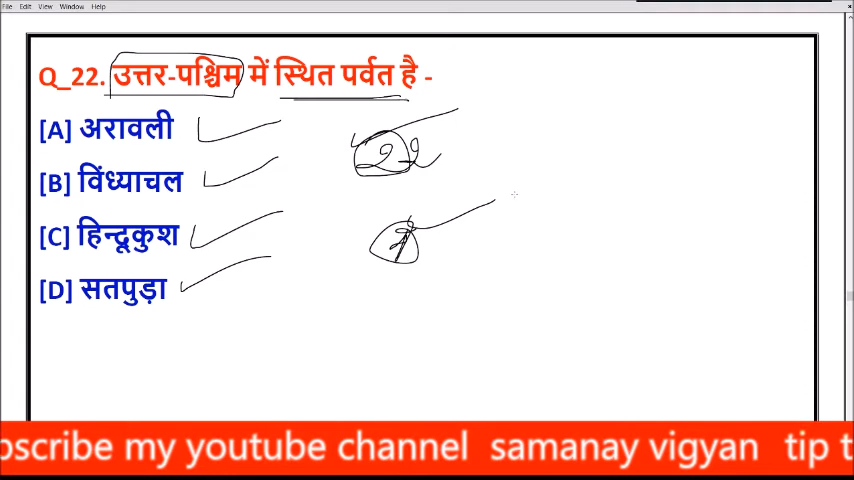 File Edit View Window Help
Q_22. उत्तर-पश्चिम में स्थित पर्वत है -
[A] अरावली
[B] विंध्याचल
[C] हिन्दूकुश
[D] सतपुड़ा
bscribe my youtube channel samanay vigyan tip t